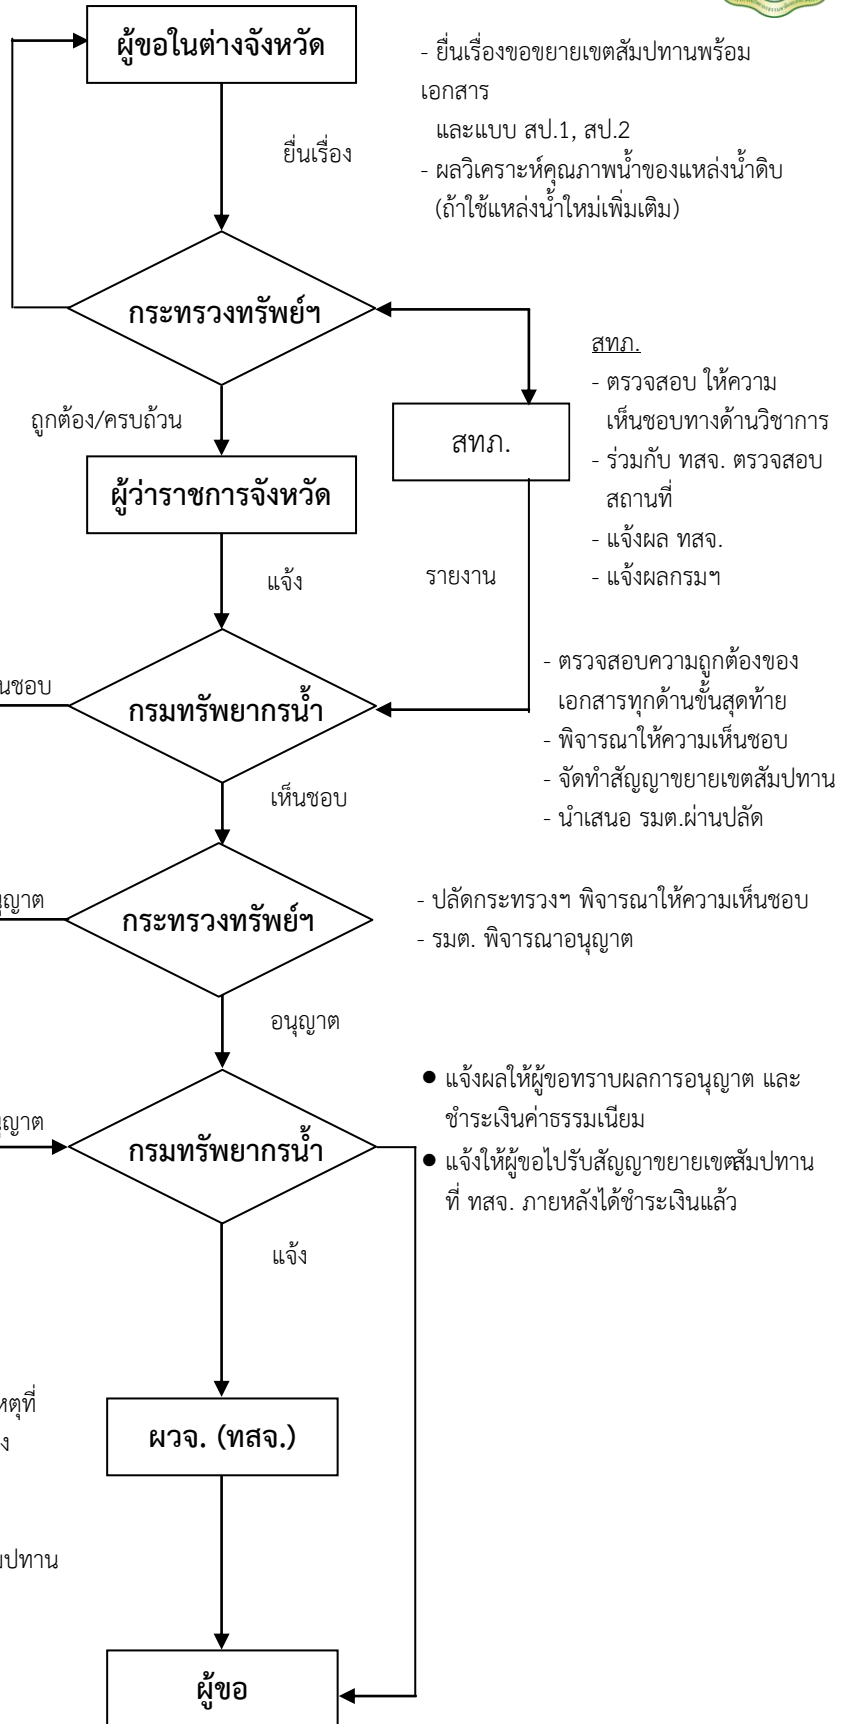 ผู้ขอในต่างจังหวัด
- ยื่นเรื่องขอขยายเขตสัมปทานพร้อม
เอกสาร
และแบบ สป.1, สป.2
- ผลวิเคราะห์คุณภาพน้ำของแหล่งน้ำดิบ
(ถ้าใช้แหล่งน้ำใหม่เพิ่มเติม)
ยื่นเรื่อง
กระทรวงทรัพย์ฯ
สทภ.
- ตรวจสอบ ให้ความ
เห็นชอบทางด้านวิชาการ
- ร่วมกับ ทสจ. ตรวจสอบ
สถานที่
- แจ้งผล ทสจ.
- แจ้งผลกรมฯ
ถูกต้อง/ครบถ้วน
สทภ.
ผู้ว่าราชการจังหวัด
แจ้ง
รายงาน
นชอบ
กรมทรัพยากรน้ำ
- ตรวจสอบความถูกต้องของ
เอกสารทุกด้านขั้นสุดท้าย
- พิจารณาให้ความเห็นชอบ
- จัดทำสัญญาขยายเขตสัมปทาน
- นำเสนอ รมต.ผ่านปลัด
เห็นชอบ
ญาต
กระทรวงทรัพย์ฯ
- ปลัดกระทรวงฯ พิจารณาให้ความเห็นชอบ
- รมต. พิจารณาอนุญาต
อนุญาต
ญาต
กรมทรัพยากรน้ำ
● แจ้งผลให้ผู้ขอทราบผลการอนุญาต และ
ชำระเงินค่าธรรมเนียม
● แจ้งให้ผู้ขอไปรับสัญญาขยายเขตสัมปทาน
ที่ ทสจ. ภายหลังได้ชำระเงินแล้ว
แจ้ง
หตุที่
ง
ผวจ. (ทสจ.)
มปทาน
ผู้ขอ